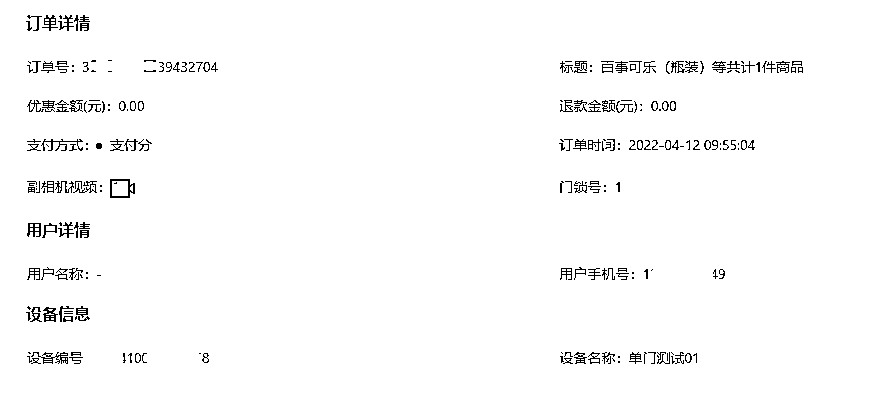 订单详情
订单号：3 39432704 标题：百事可乐（瓶装）等共计1件商品
优惠金额(元)：0.00 退款金额(元)：0.00
支付方式：● 支付分 订单时间：2022-04-12 09:55:04
副相机视频： 门锁号：1
用户详情
用户名称：- 用户手机号：1 49
设备信息
设备编号 1100 8 设备名称：单门测试01